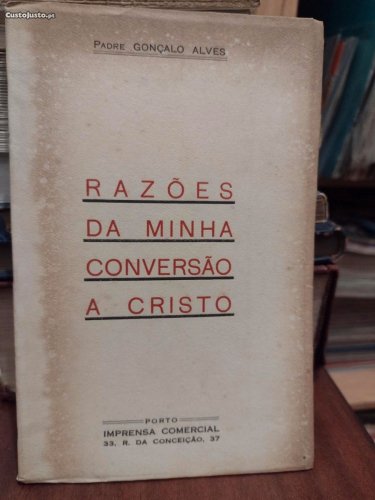 CustoJusto.pt
PADRE GONÇALO ALVES
RAZÕES
DA MINHA
CONVERSÃO
A CRISTO
PORTO
IMPRENSA COMERCIAL
33, R. DA CONCEIÇÃO, 37